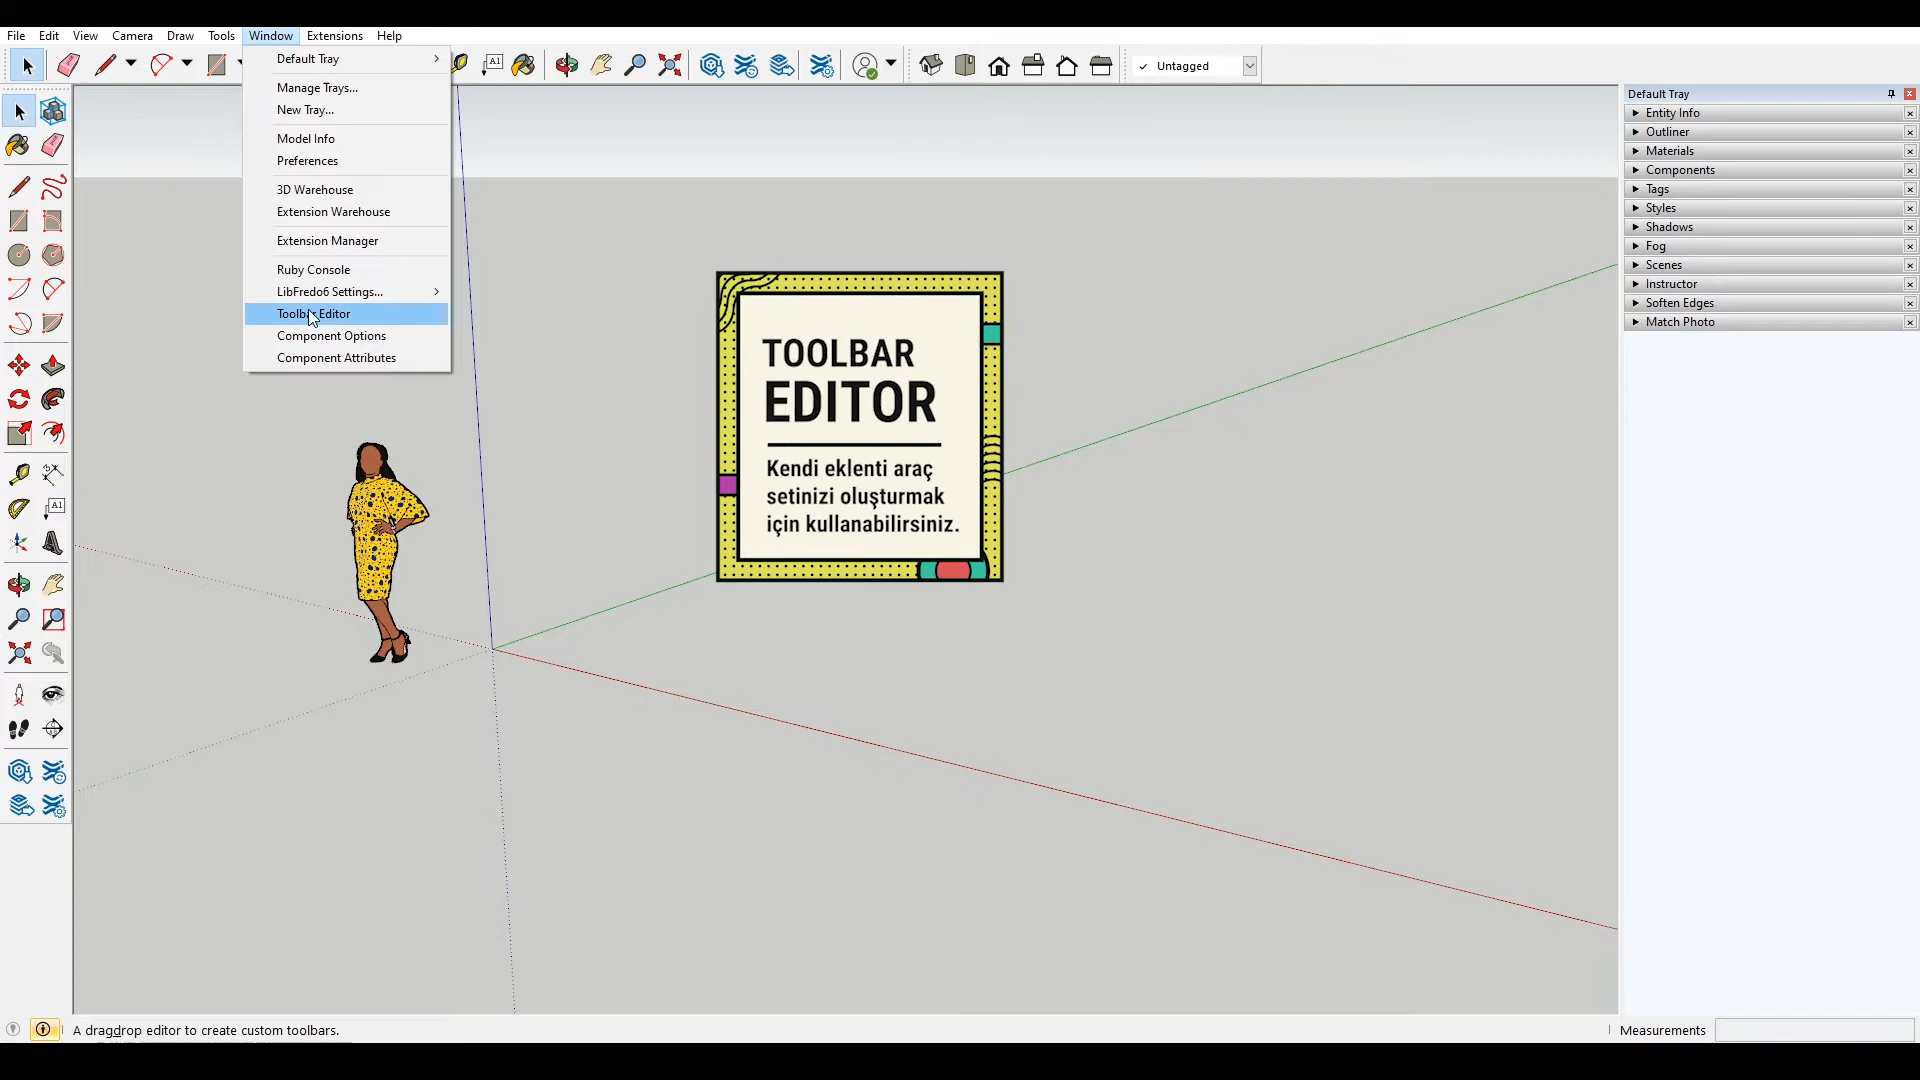 File Edit View Camera Draw Tools Window Extensions Help
Default Tray
Manage Trays...
New Tray...
Model Info
Preferences
3D Warehouse
Extension Warehouse
Extension Manager
Ruby Console
LibFredo6 Settings...
Toolbar Editor
Component Options
Component Attributes
A1
Untagged
A1
TOOLBAR
EDITOR
Kendi eklenti araç
setinizi oluşturmak
için kullanabilirsiniz.
Default Tray
Entity Info
Outliner
Materials
Components
Tags
Styles
Shadows
Fog
Scenes
Instructor
Soften Edges
Match Photo
A dragdrop editor to create custom toolbars.
Measurements